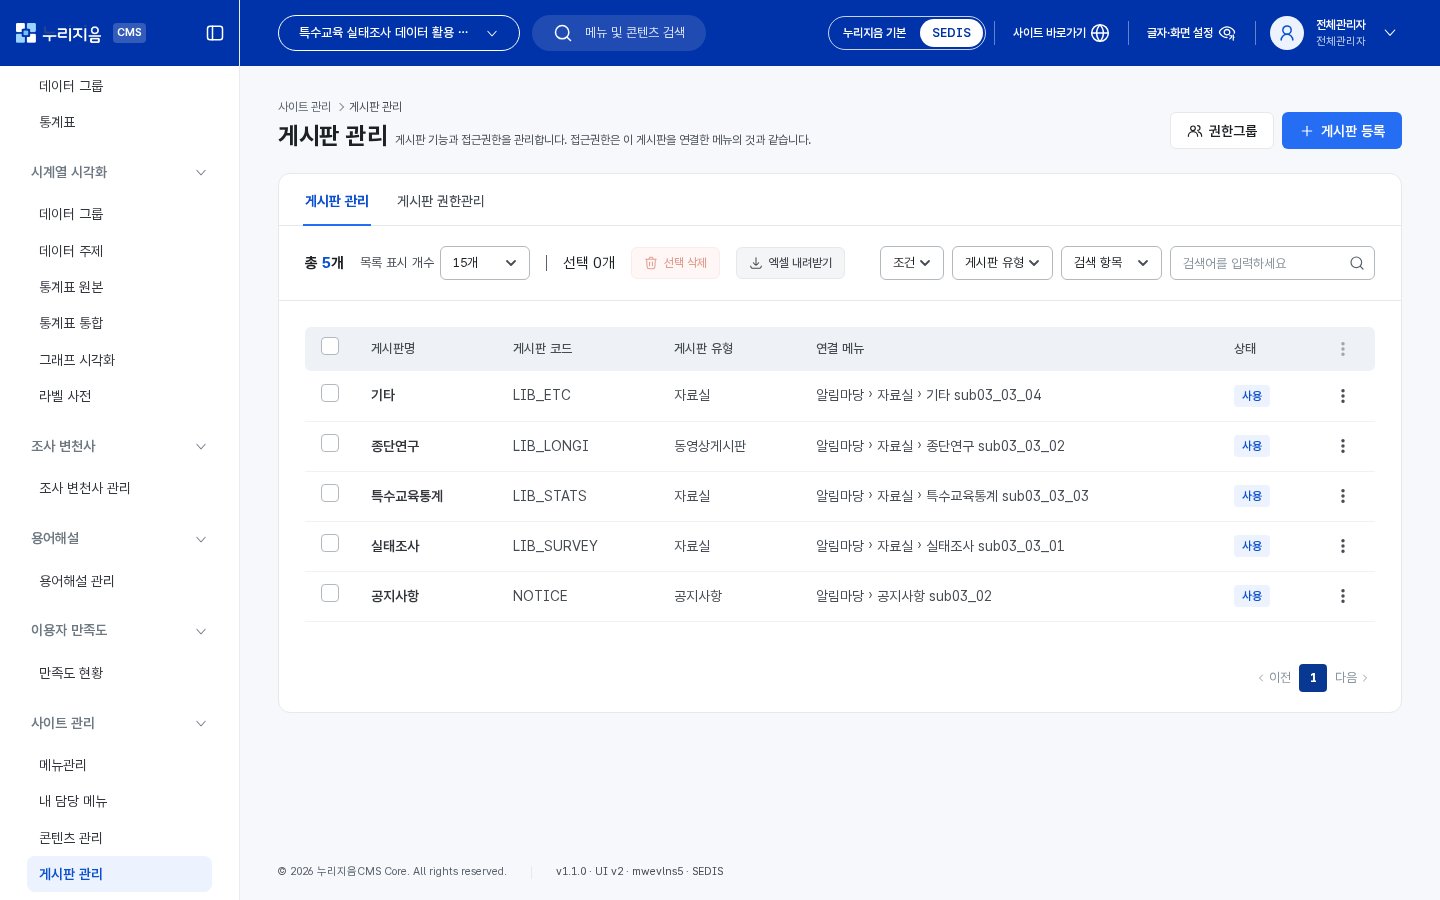 누리지음 CMS
특수교육 실태조사 데이터 활용 ···
메뉴 및 콘텐츠 검색
누리지음 기본
SEDIS
사이트 바로가기
글자·화면 설정
전체관리자
전체관리자
데이터 그룹
통계표
시계열 시각화
데이터 그룹
데이터 주제
통계표 원본
통계표 통합
그래프 시각화
라벨 사전
조사 변천사
조사 변천사 관리
용어해설
용어해설 관리
이용자 만족도
만족도 현황
사이트 관리
메뉴관리
내 담당 메뉴
콘텐츠 관리
게시판 관리
사이트 관리 > 게시판 관리
게시판 관리 게시판 기능과 접근권한을 관리합니다. 접근권한은 이 게시판을 연결한 메뉴의 것과 같습니다.
권한그룹
+ 게시판 등록
게시판 관리 게시판 권한관리
총 5개 목록 표시 개수 15개 선택 0개 선택 삭제 엑셀 내려받기 조건 게시판 유형 검색 항목 검색어를 입력하세요
게시판명 게시판 코드 게시판 유형 연결 메뉴 상태
기타 LIB_ETC 자료실 알림마당 › 자료실 › 기타 sub03_03_04 사용
종단연구 LIB_LONGI 동영상게시판 알림마당 › 자료실 › 종단연구 sub03_03_02 사용
특수교육통계 LIB_STATS 자료실 알림마당 › 자료실 › 특수교육통계 sub03_03_03 사용
실태조사 LIB_SURVEY 자료실 알림마당 › 자료실 › 실태조사 sub03_03_01 사용
공지사항 NOTICE 공지사항 알림마당 › 공지사항 sub03_02 사용
‹ 이전 1 다음 ›
© 2026 누리지음CMS Core. All rights reserved. v1.1.0 · UI v2 · mwevlns5 · SEDIS